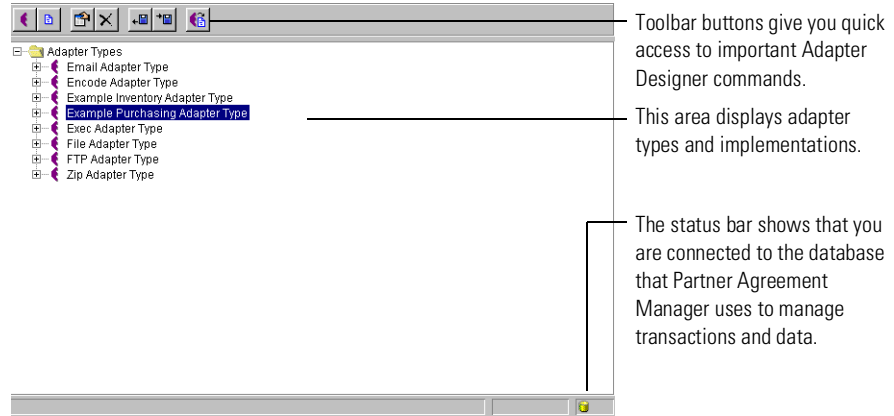 Toolbar buttons give you quick
access to important Adapter
Designer commands.
Adapter Types
Email Adapter Type
Encode Adapter Type
Example Inventory Adapter Type
Example Purchasing Adapter Type
Exec Adapter Type
File Adapter Type
FTP Adapter Type
Zip Adapter Type
This area displays adapter
types and implementations.
The status bar shows that you
are connected to the database
that Partner Agreement
Manager uses to manage
transactions and data.